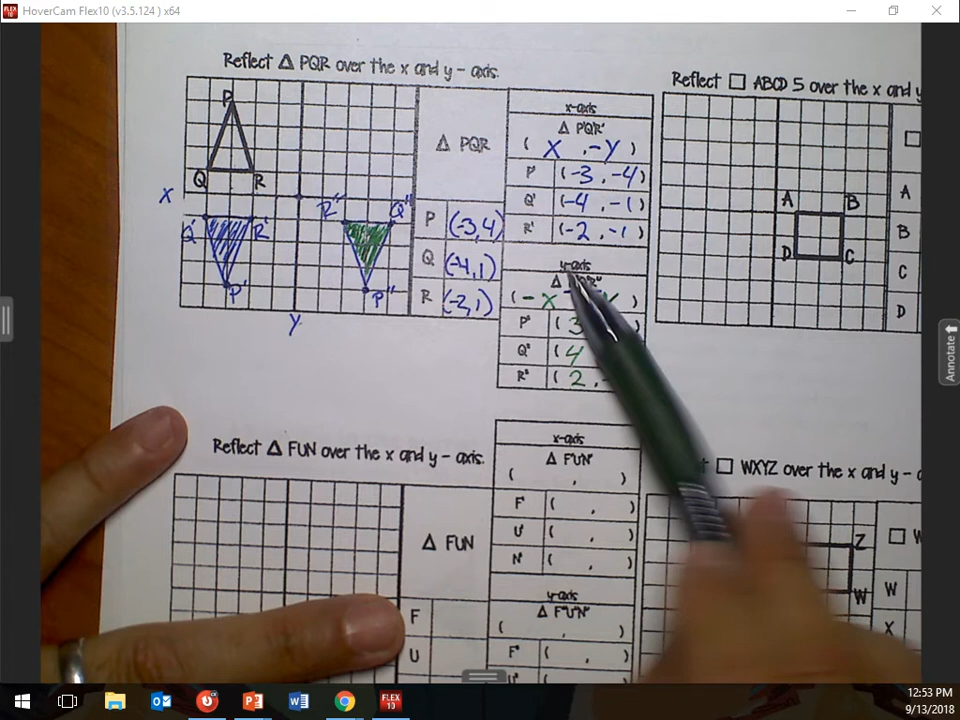 HoverCam Flex10 (v3.5.124 ) x64
Reflect △ PQR over the x and y - axis.
P
Q
R
X
Q'
R'
P'
R"
Q"
P"
Y
△ PQR
P (-3,4)
Q (-4,1)
R (-2,1)
x-axis
△ PQR'
( X , -Y )
P' (-3, -4)
Q' (-4, -1)
R' (-2, -1)
y-axis
( -X
P" ( 3 )
Q" ( 4
R" ( 2, -
Reflect □ ABCD 5 over the x and y
A
B
D
C
A
B
C
D
Reflect △ FUN over the x and y - axis.
△ FUN
F
U
x-axis
△ F'U'N'
( , )
F' ( , )
U' ( , )
N' ( , )
y-axis
△ F"U"N"
( , )
F" ( , )
□ WXYZ over the x and y -
Z
W
□ W
W
X
Annotate
12:53 PM
9/13/2018
FLEX 10